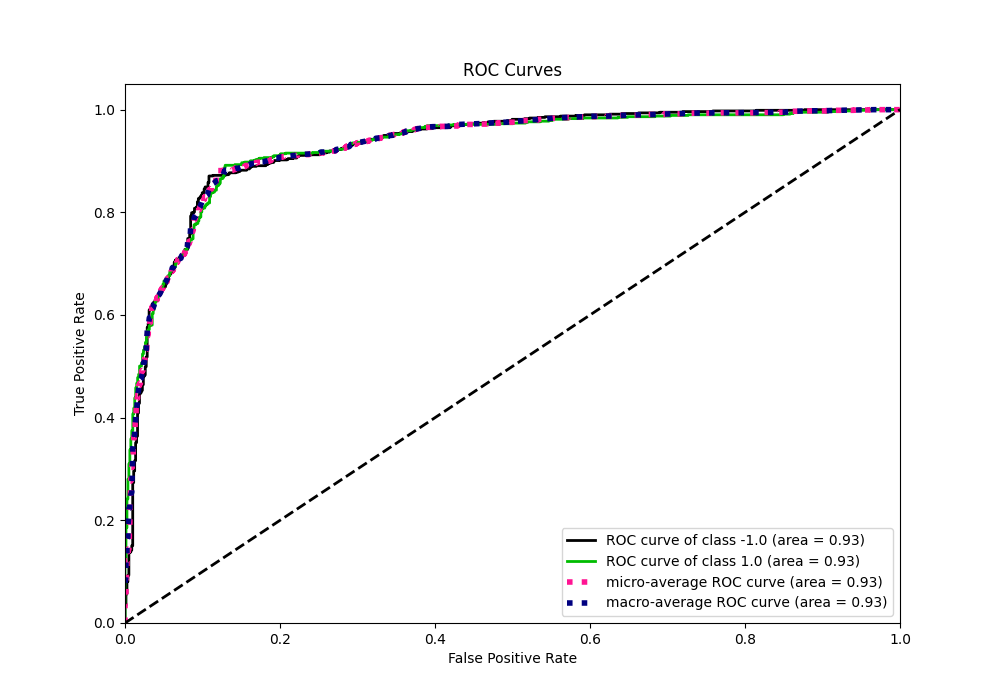 ROC Curves
True Positive Rate
1.0
0.8
0.6
0.4
0.2
0.0
ROC curve of class -1.0 (area = 0.93)
ROC curve of class 1.0 (area = 0.93)
micro-average ROC curve (area = 0.93)
macro-average ROC curve (area = 0.93)
0.0 0.2 0.4 0.6 0.8 1.0
False Positive Rate